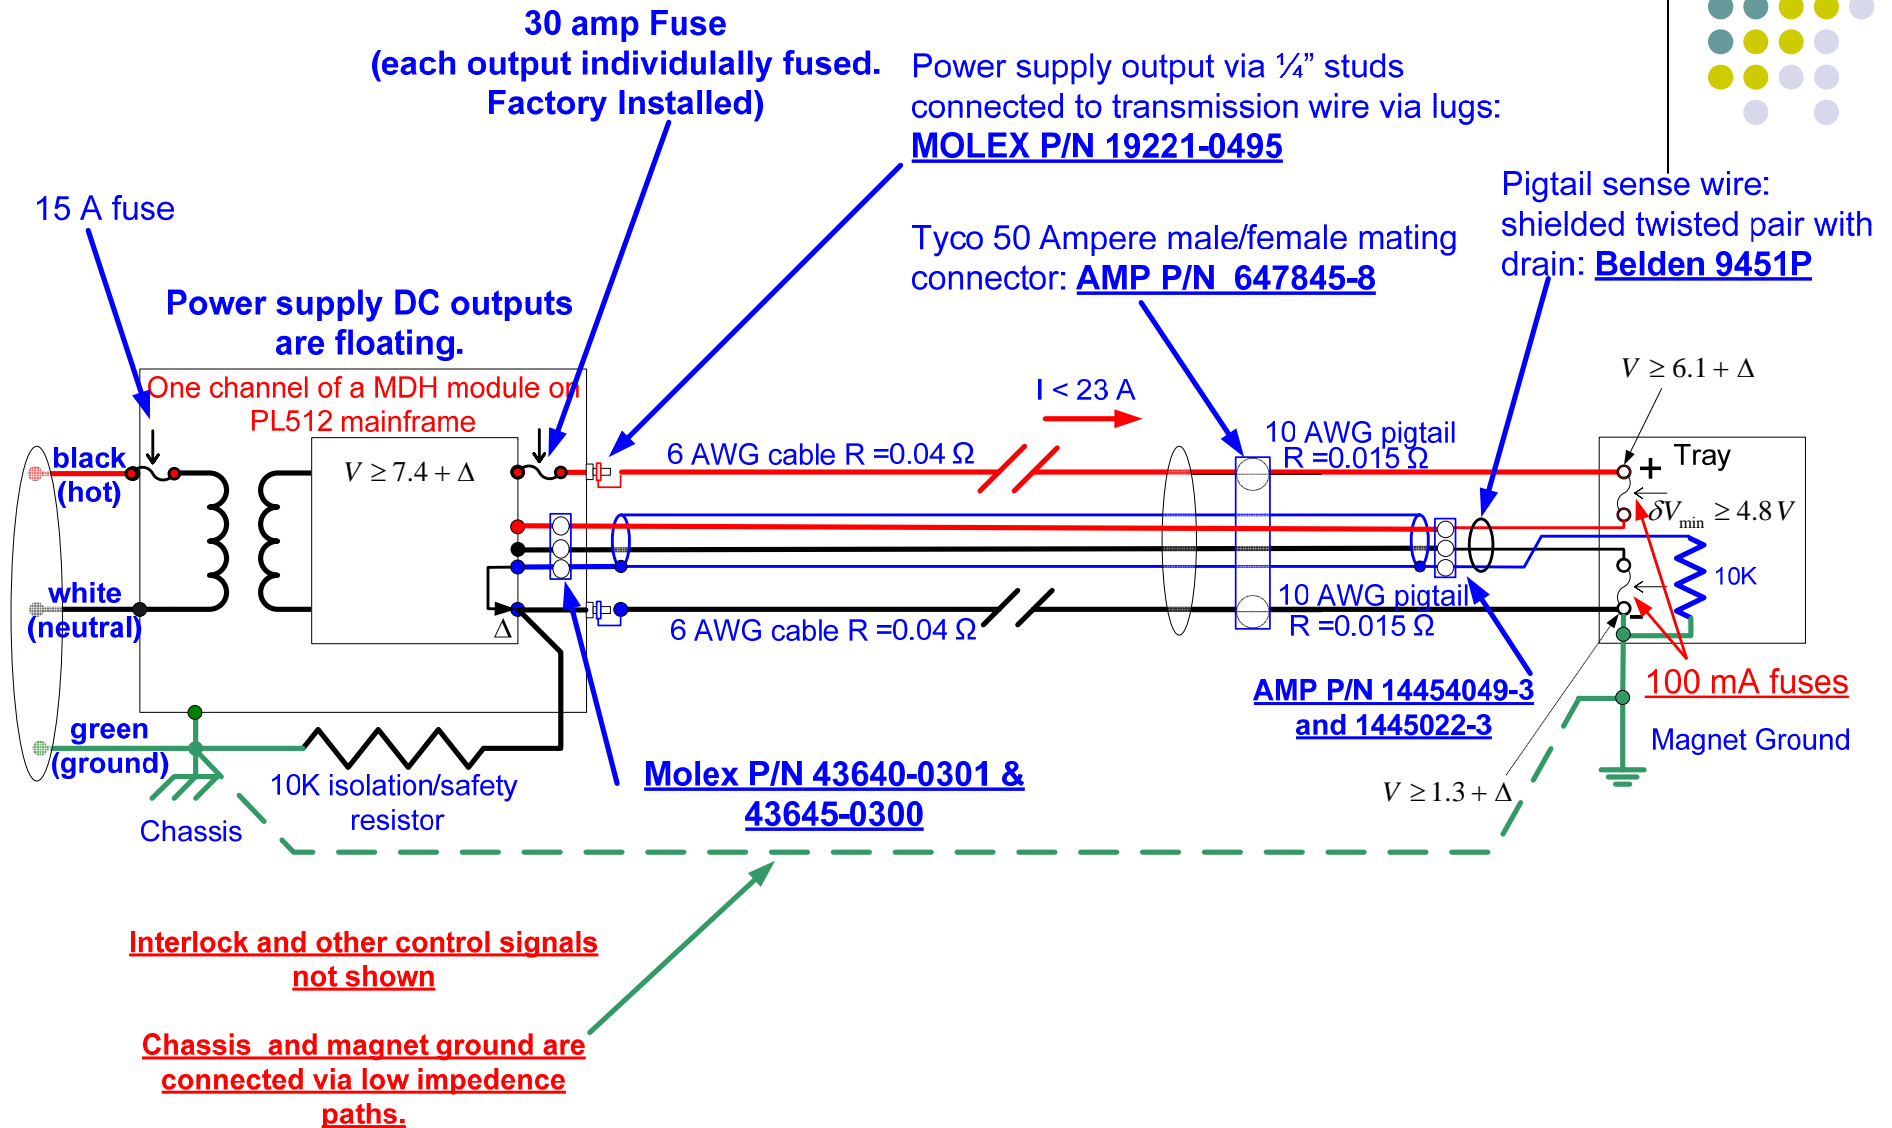 30 amp Fuse
(each output individulally fused.
Factory Installed)
Power supply output via ¼” studs
connected to transmission wire via lugs:
MOLEX P/N 19221-0495
Pigtail sense wire:
shielded twisted pair with
drain: Belden 9451P
15 A fuse
Tyco 50 Ampere male/female mating
connector: AMP P/N 647845-8
Power supply DC outputs
are floating.
One channel of a MDH module on
PL512 mainframe
I < 23 A
V ≥ 6.1 + Δ
black
(hot)
V ≥ 7.4 + Δ
6 AWG cable R =0.04 Ω
10 AWG pigtail
R =0.015 Ω
+
Tray
δVmin ≥ 4.8 V
10K
white
(neutral)
Δ
6 AWG cable R =0.04 Ω
10 AWG pigtail
R =0.015 Ω
-
AMP P/N 14454049-3
and 1445022-3
100 mA fuses
Magnet Ground
green
(ground)
10K isolation/safety
resistor
Chassis
Molex P/N 43640-0301 &
43645-0300
V ≥ 1.3 + Δ
Interlock and other control signals
not shown
Chassis and magnet ground are
connected via low impedence
paths.